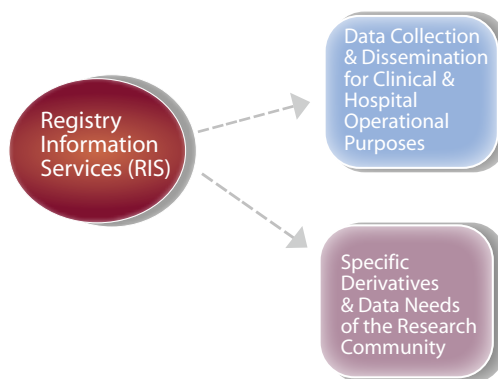 Registry
Information
Services (RIS)
Data Collection
& Dissemination
for Clinical &
Hospital
Operational
Purposes
Specific
Derivatives
& Data Needs
of the Research
Community